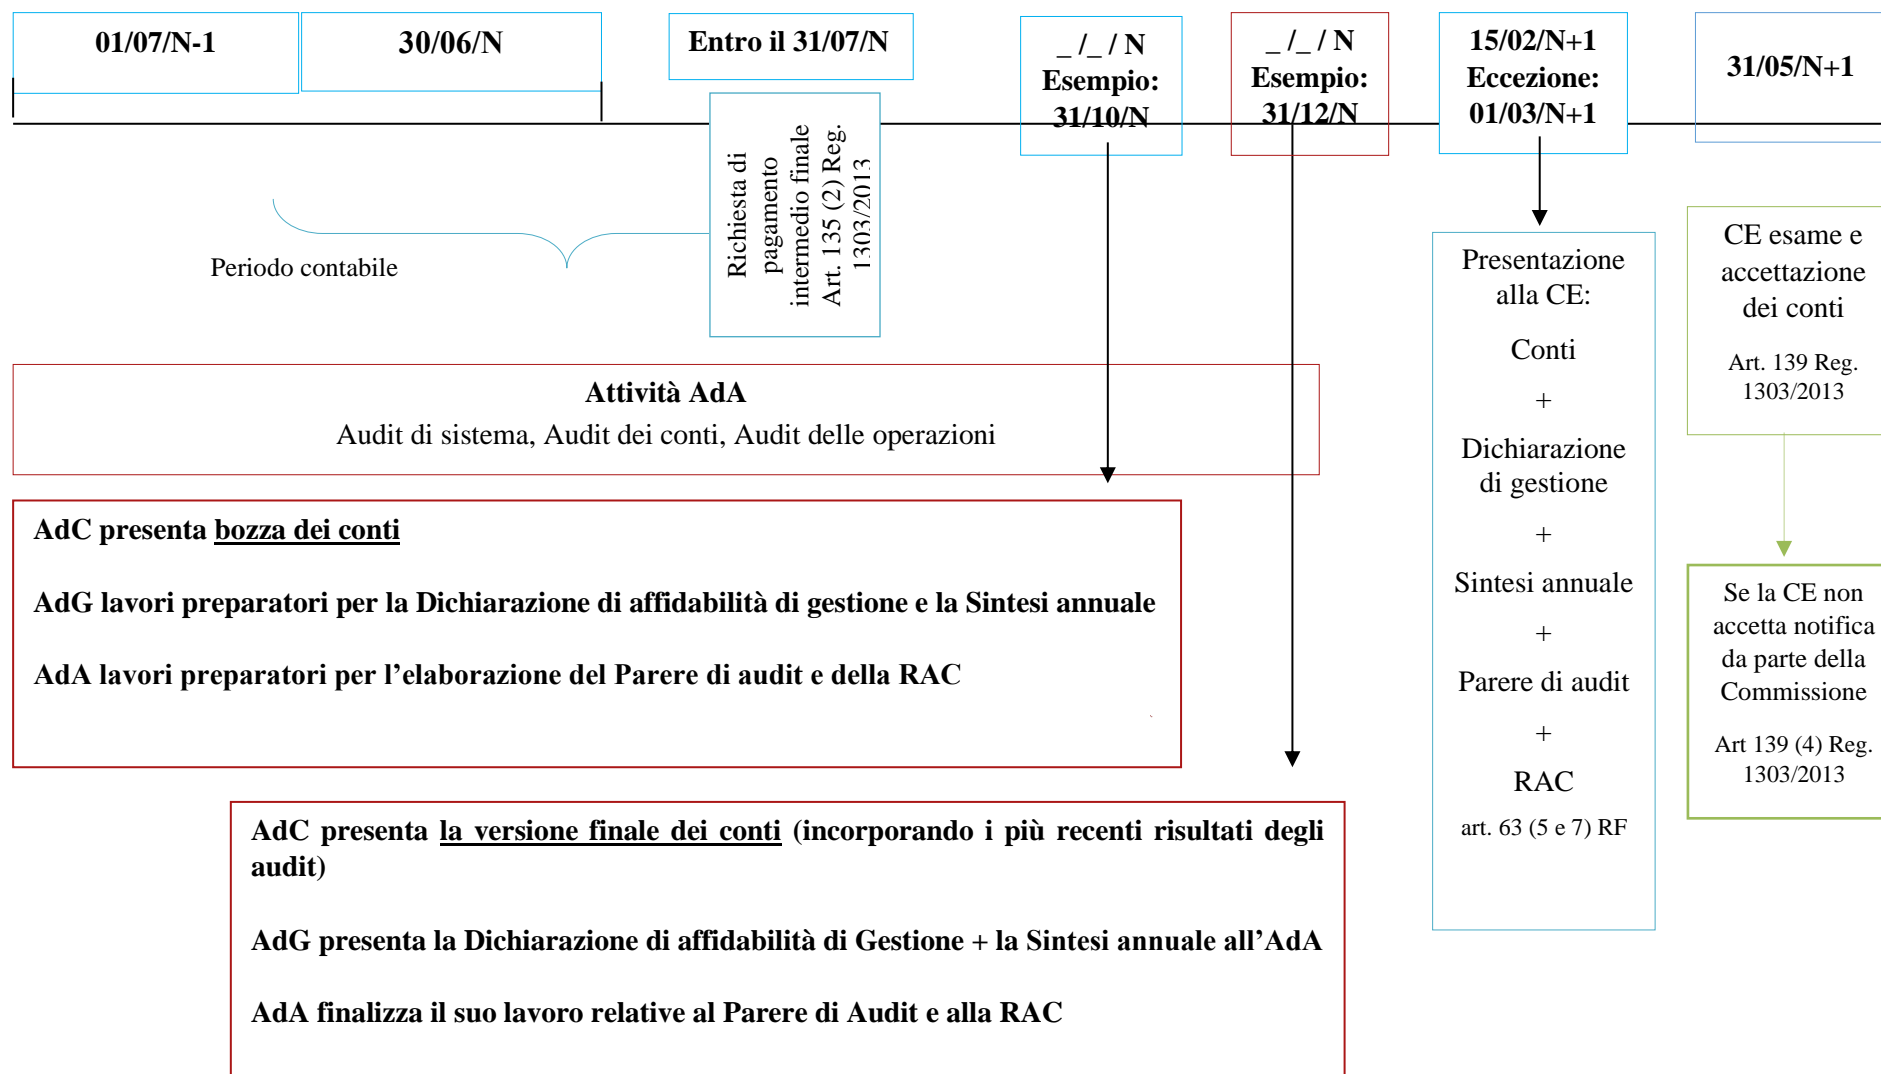 01/07/N-1
30/06/N
Entro il 31/07/N
_ /_ / N
Esempio:
31/10/N
_ /_ / N
Esempio:
31/12/N
15/02/N+1
Eccezione:
01/03/N+1
31/05/N+1
Richiesta di
pagamento
intermedio finale
Art. 135 (2) Reg.
1303/2013
Periodo contabile
Presentazione
alla CE:
Conti
+
Dichiarazione
di gestione
+
Sintesi annuale
+
Parere di audit
+
RAC
art. 63 (5 e 7) RF
CE esame e
accettazione
dei conti
Art. 139 Reg.
1303/2013
Se la CE non
accetta notifica
da parte della
Commissione
Art 139 (4) Reg.
1303/2013
Attività AdA
Audit di sistema, Audit dei conti, Audit delle operazioni
AdC presenta bozza dei conti
AdG lavori preparatori per la Dichiarazione di affidabilità di gestione e la Sintesi annuale
AdA lavori preparatori per l’elaborazione del Parere di audit e della RAC
AdC presenta la versione finale dei conti (incorporando i più recenti risultati degli
audit)
AdG presenta la Dichiarazione di affidabilità di Gestione + la Sintesi annuale all’AdA
AdA finalizza il suo lavoro relative al Parere di Audit e alla RAC